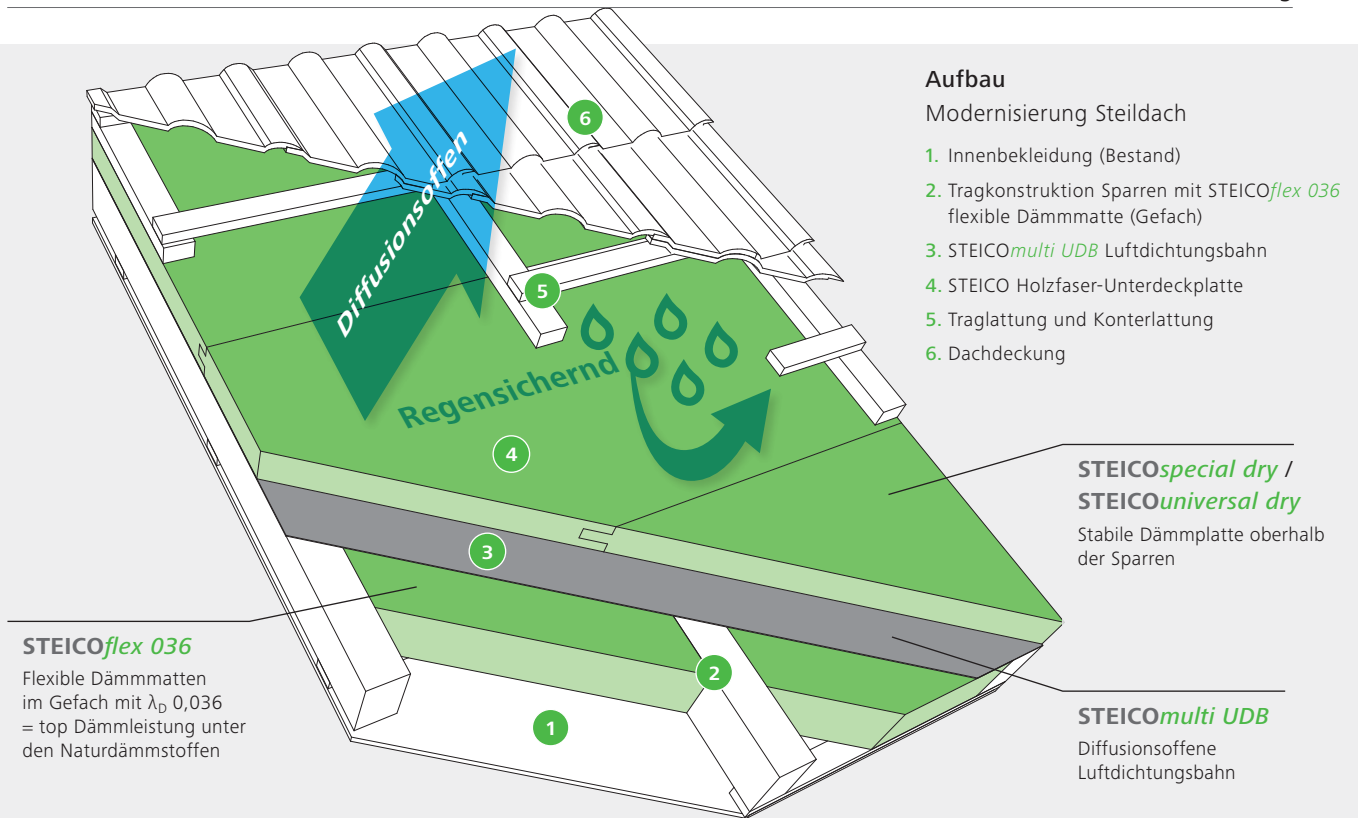 Aufbau
Modernisierung Steildach
1. Innenbekleidung (Bestand)
2. Tragkonstruktion Sparren mit STEICOflex 036
flexible Dämmmatte (Gefach)
3. STEICOmulti UDB Luftdichtungsbahn
4. STEICO Holzfaser-Unterdeckplatte
5. Traglattung und Konterlattung
6. Dachdeckung
6
Diffusionsoffen
5
Regensichernd
4
3
2
1
STEICOspecial dry /
STEICOuniversal dry
Stabile Dämmplatte oberhalb
der Sparren
STEICOflex 036
Flexible Dämmmatten
im Gefach mit λD 0,036
= top Dämmleistung unter
den Naturdämmstoffen
STEICOmulti UDB
Diffusionsoffene
Luftdichtungsbahn